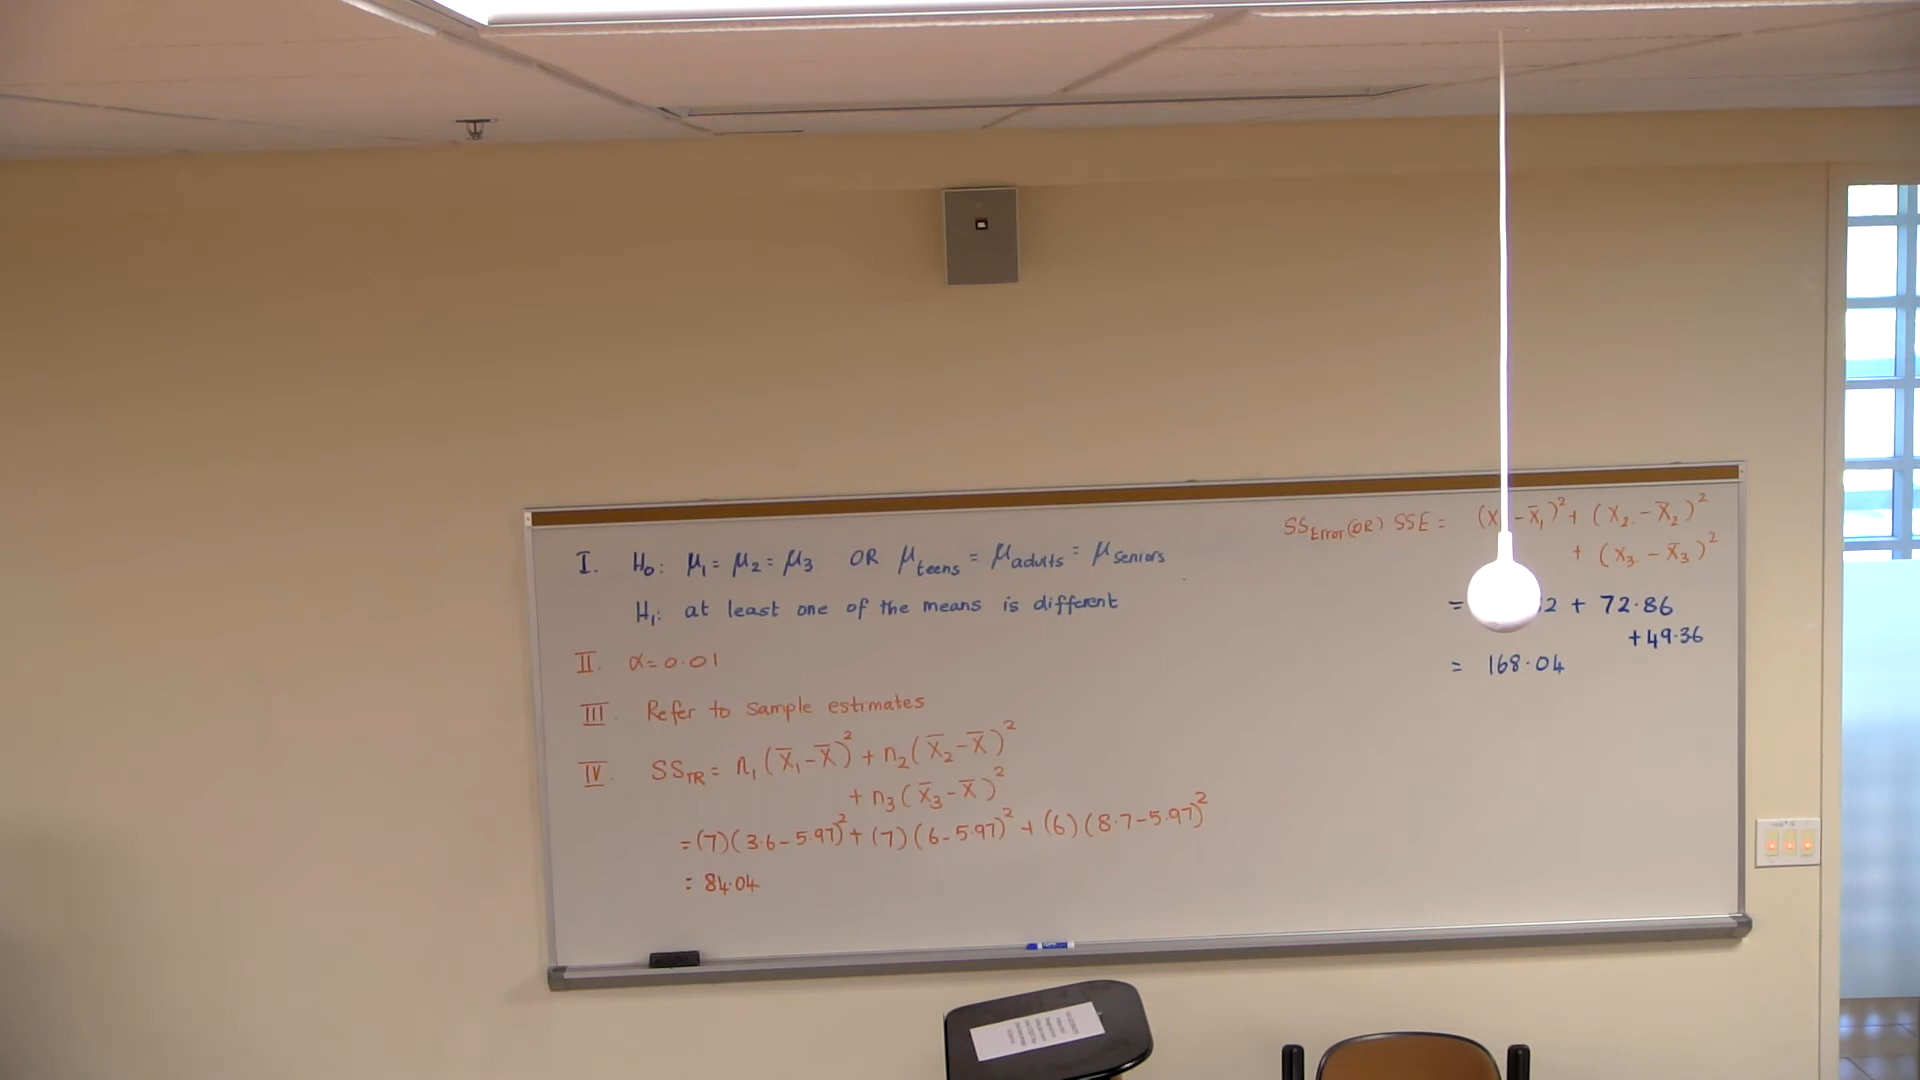 I. H₀: μ₁ = μ₂ = μ₃ OR μteens = μadults = μseniors
H₁: at least one of the means is different
II. α = 0.01
III. Refer to sample estimates
IV. SS_TR = n₁(X̄₁ - X̄)² + n₂(X̄₂ - X̄)²
+ n₃(X̄₃ - X̄)²
= (7)(3.6 - 5.97)² + (7)(6 - 5.97)² + (6)(8.7 - 5.97)²
= 84.04
SS_Error (OR) SSE = (X - X̄₁)² + (X₂. - X̄₂)²
+ (X₃. - X̄₃)²
= 2 + 72.86
+ 49.36
= 168.04